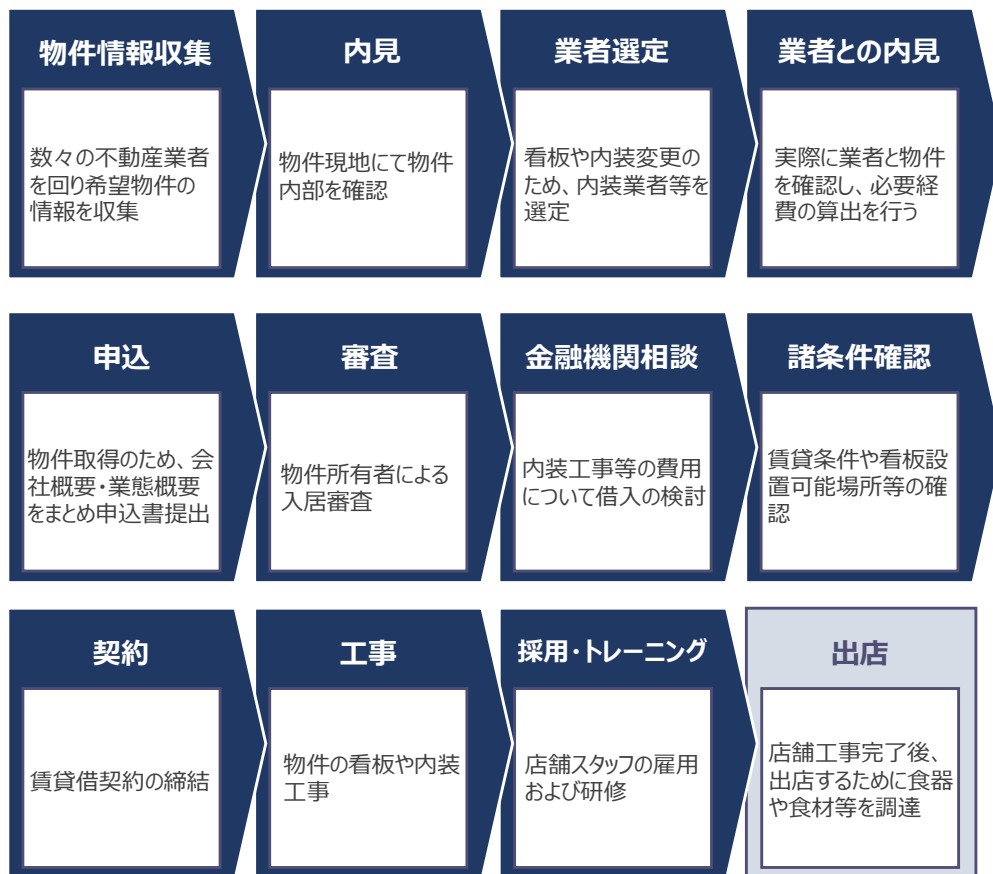 物件情報収集
数々の不動産業者
を回り希望物件の
情報を収集
内見
物件現地にて物件
内部を確認
業者選定
看板や内装変更の
ため、内装業者等を
選定
業者との内見
実際に業者と物件
を確認し、必要経
費の算出を行う
申込
物件取得のため、会
社概要・業態概要
をまとめ申込書提出
審査
物件所有者による
入居審査
金融機関相談
内装工事等の費用
について借入の検討
諸条件確認
賃貸条件や看板設
置可能場所等の確
認
契約
賃貸借契約の締結
工事
物件の看板や内装
工事
採用・トレーニング
店舗スタッフの雇用
および研修
出店
店舗工事完了後、
出店するために食器
や食材等を調達